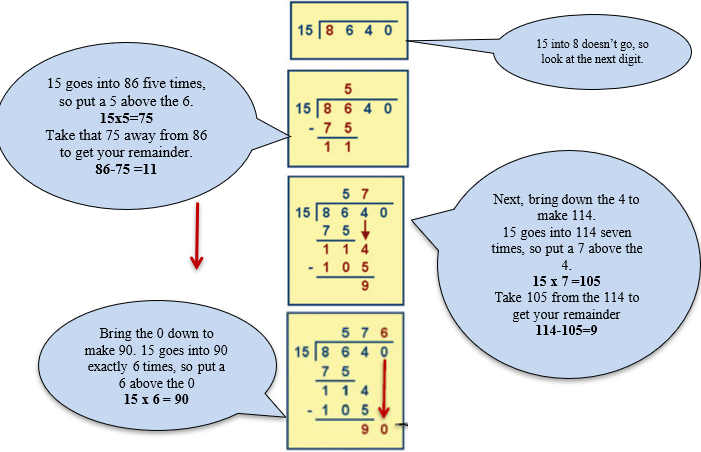 15 8 6 4 0
15 into 8 doesn’t go, so
look at the next digit.
15 goes into 86 five times,
so put a 5 above the 6.
15x5=75
Take that 75 away from 86
to get your remainder.
86-75 =11
5
15 8 6 4 0
- 7 5
1 1
5 7
15 8 6 4 0
7 5
1 1 4
- 1 0 5
9
Next, bring down the 4 to
make 114.
15 goes into 114 seven
times, so put a 7 above the
4.
15 x 7 =105
Take 105 from the 114 to
get your remainder
114-105=9
Bring the 0 down to
make 90. 15 goes into 90
exactly 6 times, so put a
6 above the 0
15 x 6 = 90
5 7 6
15 8 6 4 0
7 5
1 1 4
- 1 0 5
9 0